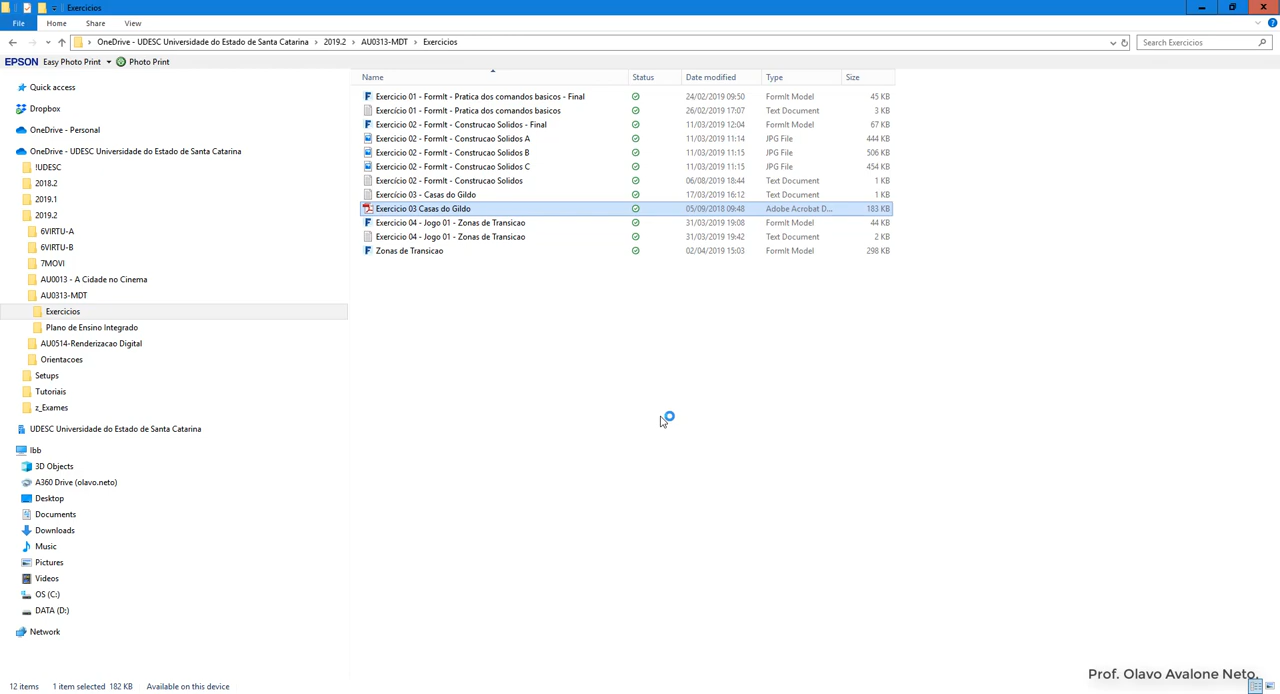 Exercicios
File Home Share View
OneDrive - UDESC Universidade do Estado de Santa Catarina > 2019.2 > AU0313-MDT > Exercicios
Search Exercicios
EPSON Easy Photo Print Photo Print
Quick access
Dropbox
OneDrive - Personal
OneDrive - UDESC Universidade do Estado de Santa Catarina
!UDESC
2018.2
2019.1
2019.2
6VIRTU-A
6VIRTU-B
7MOVI
AU0013 - A Cidade no Cinema
AU0313-MDT
Exercicios
Plano de Ensino Integrado
AU0514-Renderizacao Digital
Orientacoes
Setups
Tutoriais
z_Exames
UDESC Universidade do Estado de Santa Catarina
lbb
3D Objects
A360 Drive (olavo.neto)
Desktop
Documents
Downloads
Music
Pictures
Videos
OS (C:)
DATA (D:)
Network
Name Status Date modified Type Size
Exercicio 01 - FormIt - Pratica dos comandos basicos - Final 24/02/2019 09:50 FormIt Model 45 KB
Exercício 01 - FormIt - Pratica dos comandos basicos 26/02/2019 17:07 Text Document 3 KB
Exercicio 02 - FormIt - Construcao Solidos - Final 11/03/2019 12:04 FormIt Model 67 KB
Exercicio 02 - FormIt - Construcao Solidos A 11/03/2019 11:14 JPG File 444 KB
Exercicio 02 - FormIt - Construcao Solidos B 11/03/2019 11:15 JPG File 506 KB
Exercicio 02 - FormIt - Construcao Solidos C 11/03/2019 11:15 JPG File 454 KB
Exercicio 02 - FormIt - Construcao Solidos 06/08/2019 18:44 Text Document 1 KB
Exercício 03 - Casas do Gildo 17/03/2019 16:12 Text Document 1 KB
Exercicio 03 Casas do Gildo 05/09/2018 09:48 Adobe Acrobat D... 183 KB
Exercicio 04 - Jogo 01 - Zonas de Transicao 31/03/2019 19:08 FormIt Model 44 KB
Exercicio 04 - Jogo 01 - Zonas de Transicao 31/03/2019 19:42 Text Document 2 KB
Zonas de Transicao 02/04/2019 15:03 FormIt Model 298 KB
Prof. Olavo Avalone Neto.
12 items 1 item selected 182 KB Available on this device